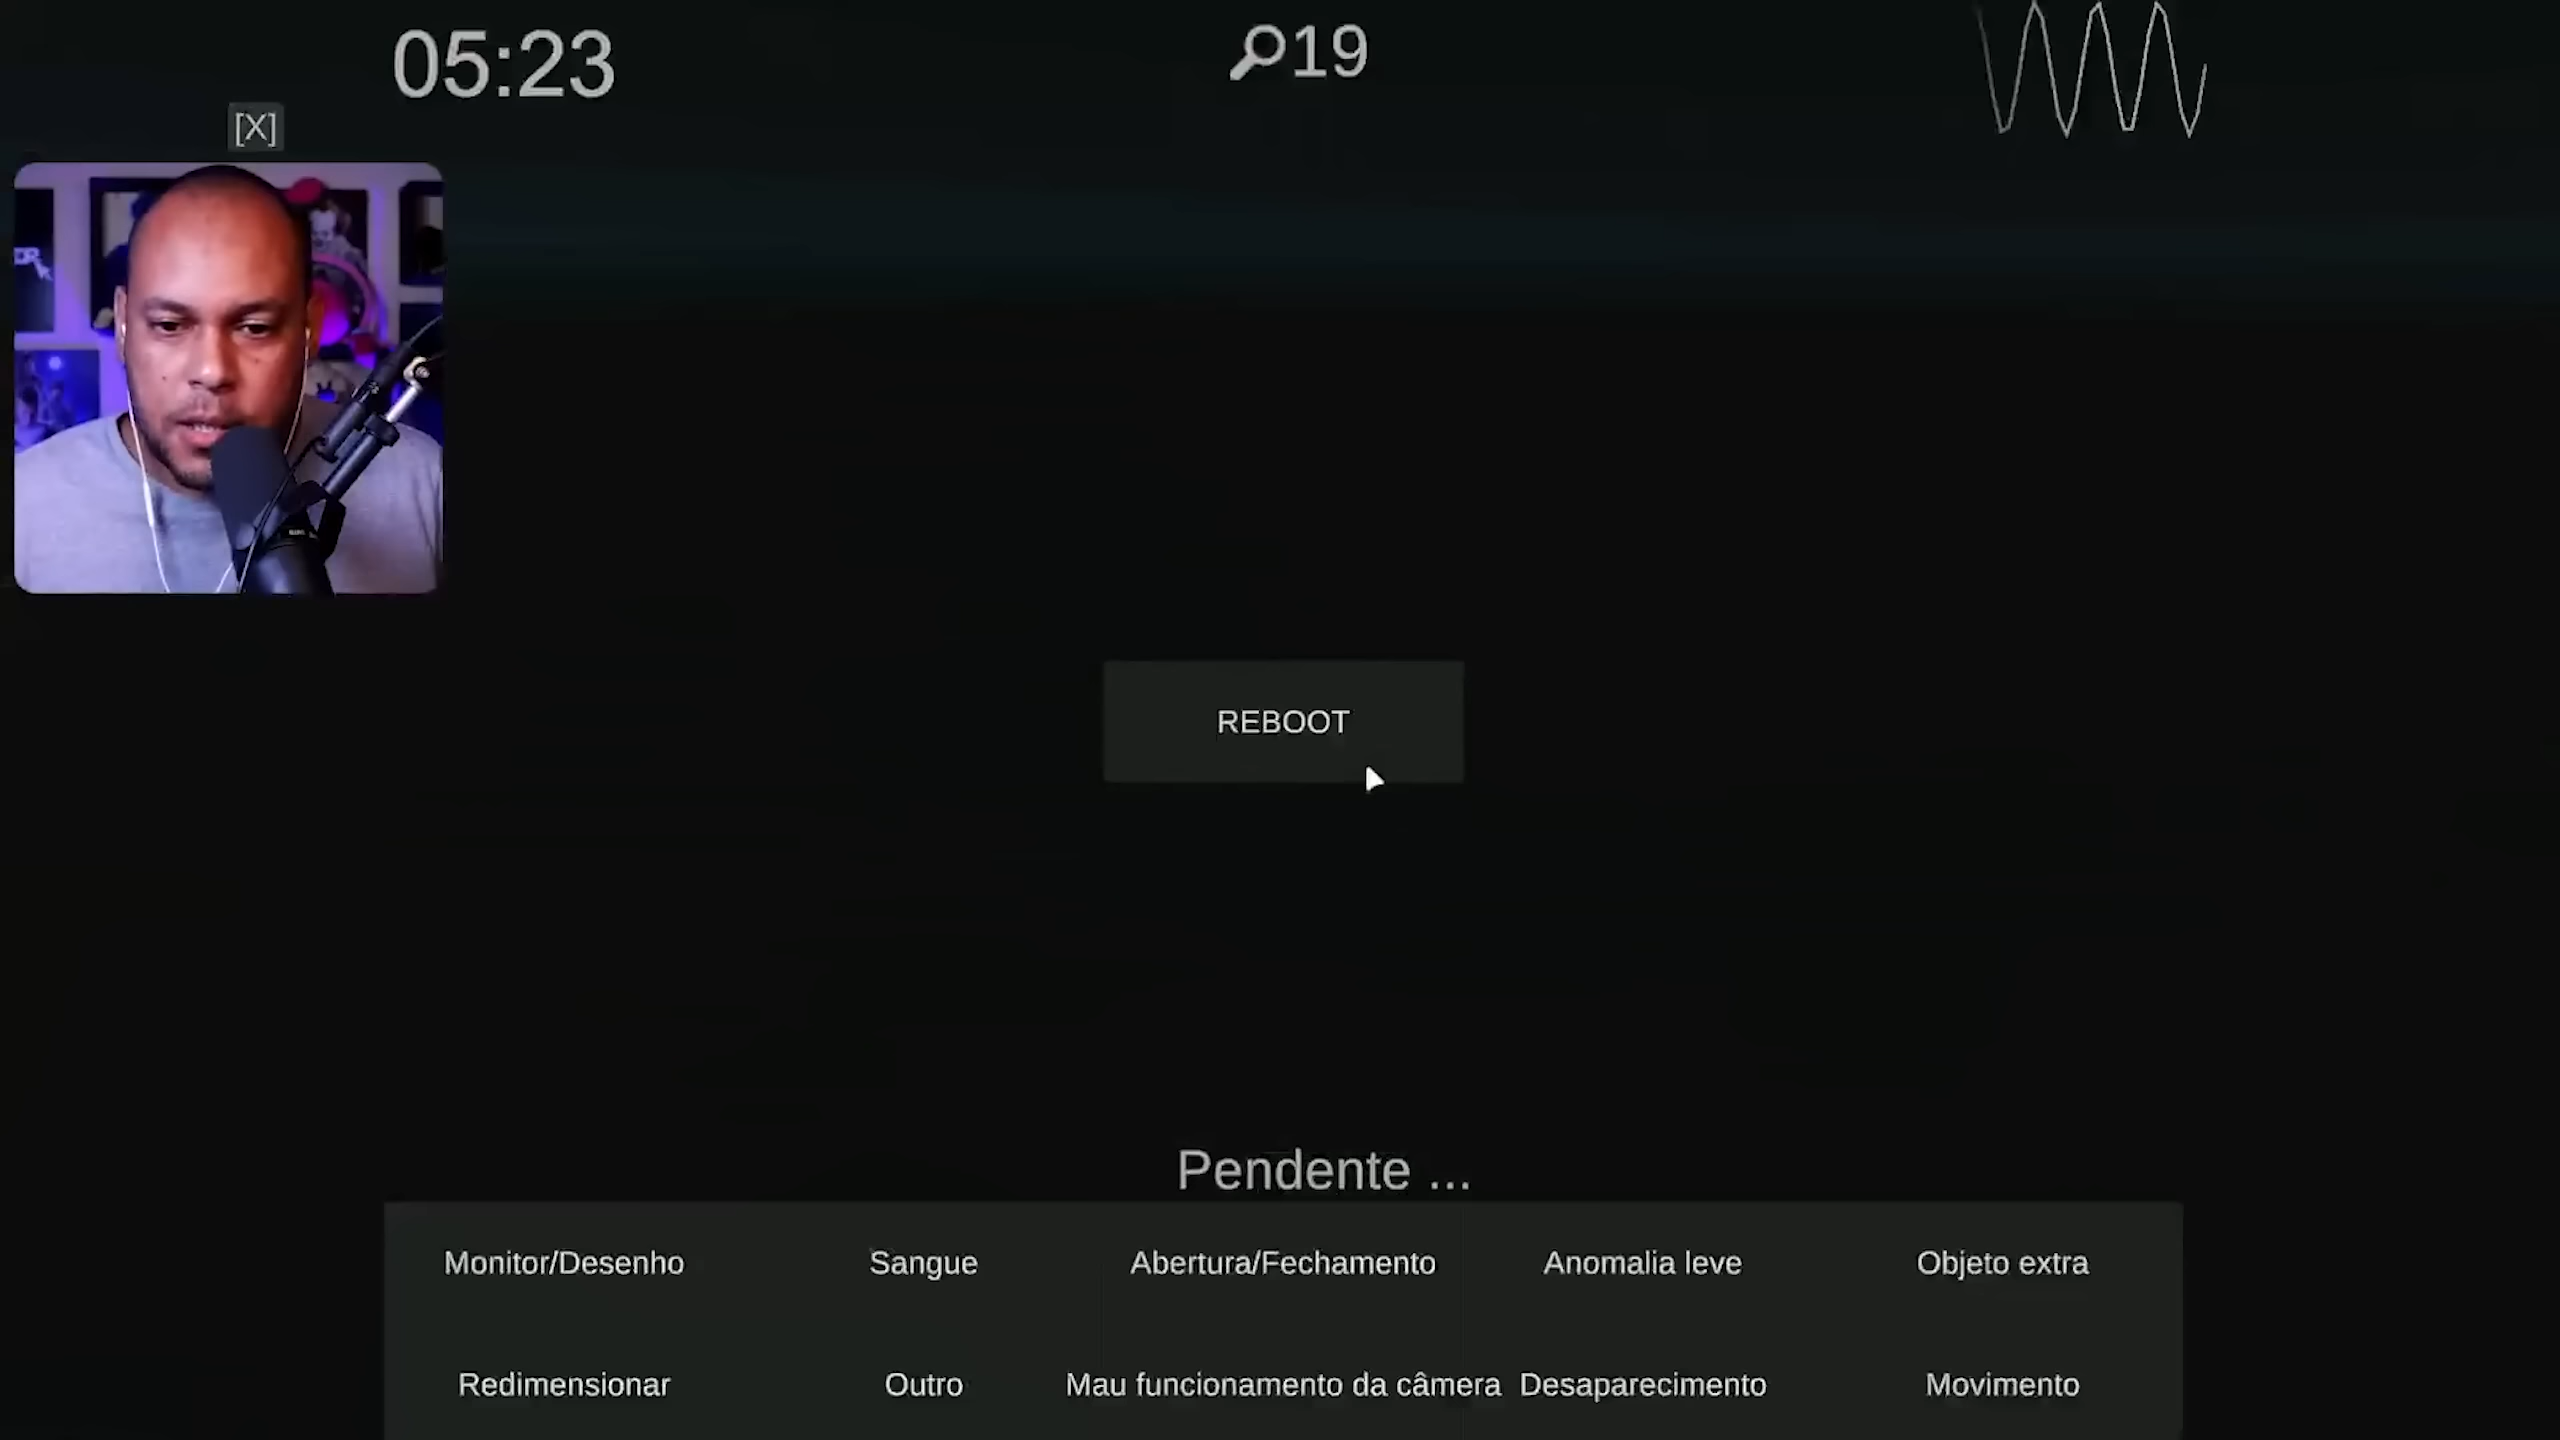 05:23
19
[X]
REBOOT
Pendente ...
Monitor/Desenho Sangue Abertura/Fechamento Anomalia leve Objeto extra
Redimensionar Outro Mau funcionamento da câmera Desaparecimento Movimento